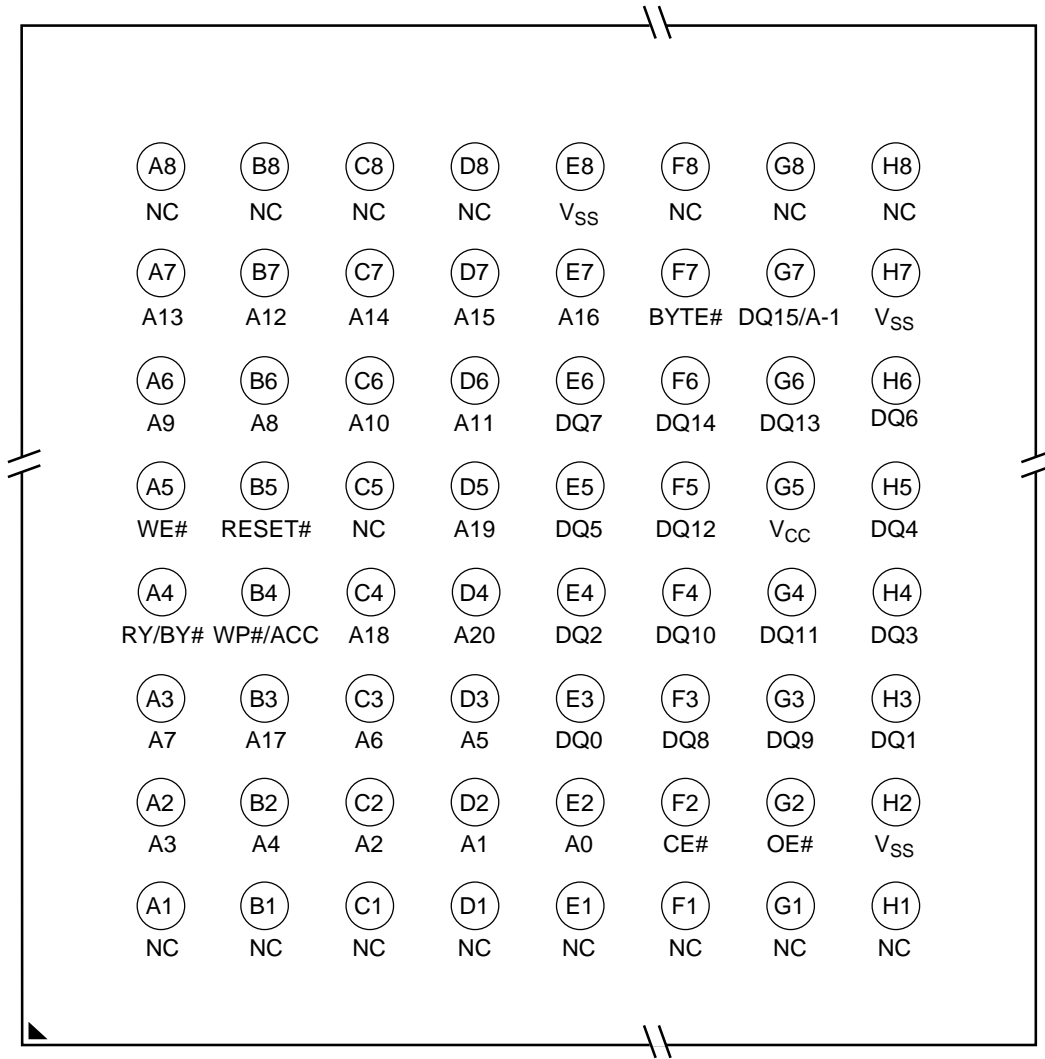 A8 B8 C8 D8 E8 F8 G8 H8
NC NC NC NC VSS NC NC NC
A7 B7 C7 D7 E7 F7 G7 H7
A13 A12 A14 A15 A16 BYTE# DQ15/A-1 VSS
A6 B6 C6 D6 E6 F6 G6 H6
A9 A8 A10 A11 DQ7 DQ14 DQ13 DQ6
A5 B5 C5 D5 E5 F5 G5 H5
WE# RESET# NC A19 DQ5 DQ12 VCC DQ4
A4 B4 C4 D4 E4 F4 G4 H4
RY/BY# WP#/ACC A18 A20 DQ2 DQ10 DQ11 DQ3
A3 B3 C3 D3 E3 F3 G3 H3
A7 A17 A6 A5 DQ0 DQ8 DQ9 DQ1
A2 B2 C2 D2 E2 F2 G2 H2
A3 A4 A2 A1 A0 CE# OE# VSS
A1 B1 C1 D1 E1 F1 G1 H1
NC NC NC NC NC NC NC NC